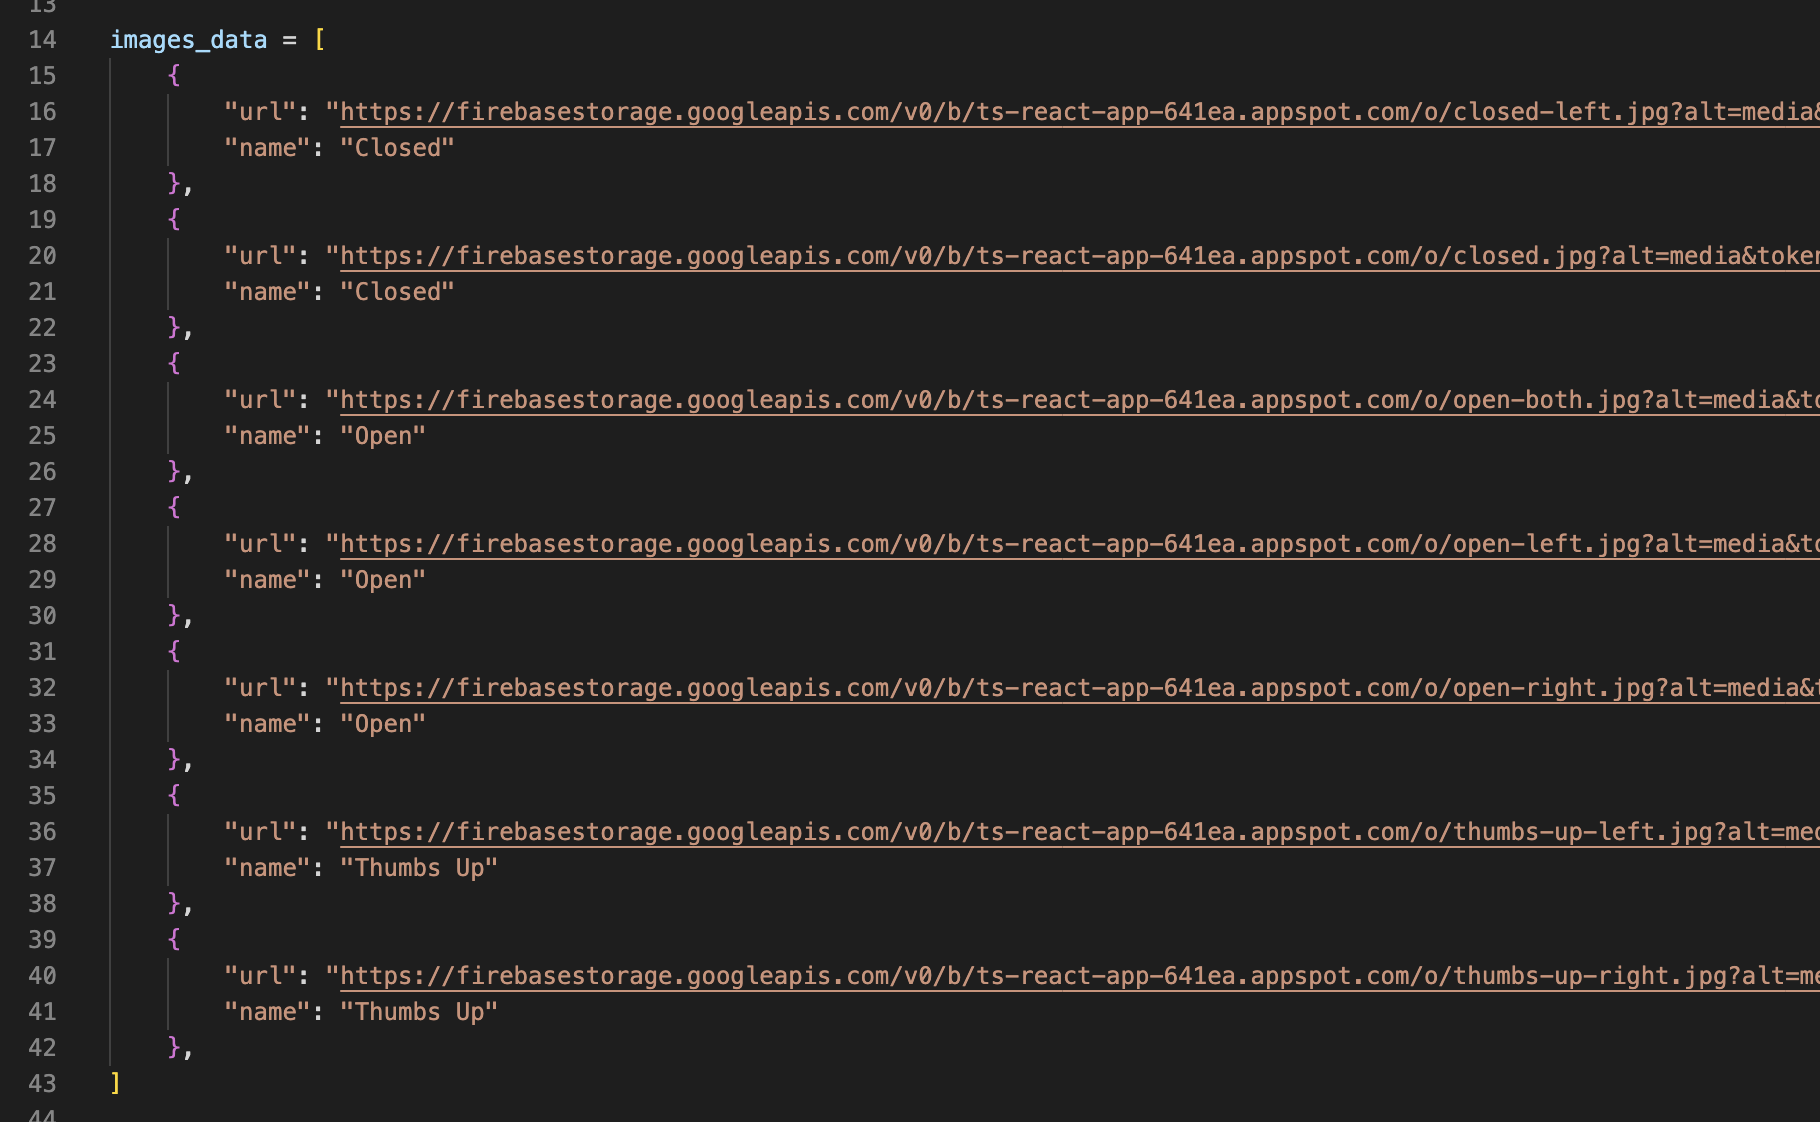 13
14 images_data = [
15 {
16 "url": "https://firebasestorage.googleapis.com/v0/b/ts-react-app-641ea.appspot.com/o/closed-left.jpg?alt=media&
17 "name": "Closed"
18 },
19 {
20 "url": "https://firebasestorage.googleapis.com/v0/b/ts-react-app-641ea.appspot.com/o/closed.jpg?alt=media&token
21 "name": "Closed"
22 },
23 {
24 "url": "https://firebasestorage.googleapis.com/v0/b/ts-react-app-641ea.appspot.com/o/open-both.jpg?alt=media&to
25 "name": "Open"
26 },
27 {
28 "url": "https://firebasestorage.googleapis.com/v0/b/ts-react-app-641ea.appspot.com/o/open-left.jpg?alt=media&to
29 "name": "Open"
30 },
31 {
32 "url": "https://firebasestorage.googleapis.com/v0/b/ts-react-app-641ea.appspot.com/o/open-right.jpg?alt=media&t
33 "name": "Open"
34 },
35 {
36 "url": "https://firebasestorage.googleapis.com/v0/b/ts-react-app-641ea.appspot.com/o/thumbs-up-left.jpg?alt=med
37 "name": "Thumbs Up"
38 },
39 {
40 "url": "https://firebasestorage.googleapis.com/v0/b/ts-react-app-641ea.appspot.com/o/thumbs-up-right.jpg?alt=me
41 "name": "Thumbs Up"
42 },
43 ]
44